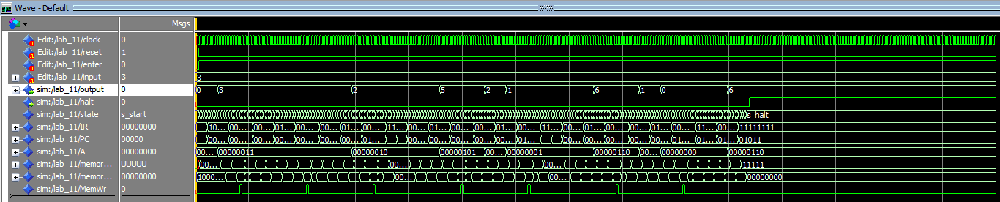 Wave - Default
Msgs
Edit:/lab_11/clock 0
Edit:/lab_11/reset 1
Edit:/lab_11/enter 0
Edit:/lab_11/input 3 3
sim:/lab_11/output 0 0 3 2 5 2 1 6 1 0 6
sim:/lab_11/halt 0
sim:/lab_11/state s_start s_halt
sim:/lab_11/IR 00000000 10... 00... 00... 01... 00... 00... 01... 00... 11... 00... 00... 01... 00... 00... 01... 11... 00... 01... 00... 00... 01... 00... 11... 00... 11111111
sim:/lab_11/PC 00000 00... 00... 00... 01... 00... 00... 01... 00... 00... 00... 01... 00... 00... 01... 00... 01... 00... 00... 01... 01... 01011
sim:/lab_11/A 00000000 00... 00000011 00000010 00000101 00... 00000001 00000110 00... 00000000 00000110
sim:/lab_11/memor... UUUUU 00... 00... 00... 11111
sim:/lab_11/memor... 00000000 1000... 00... 00... 00000000
sim:/lab_11/MemWr 0